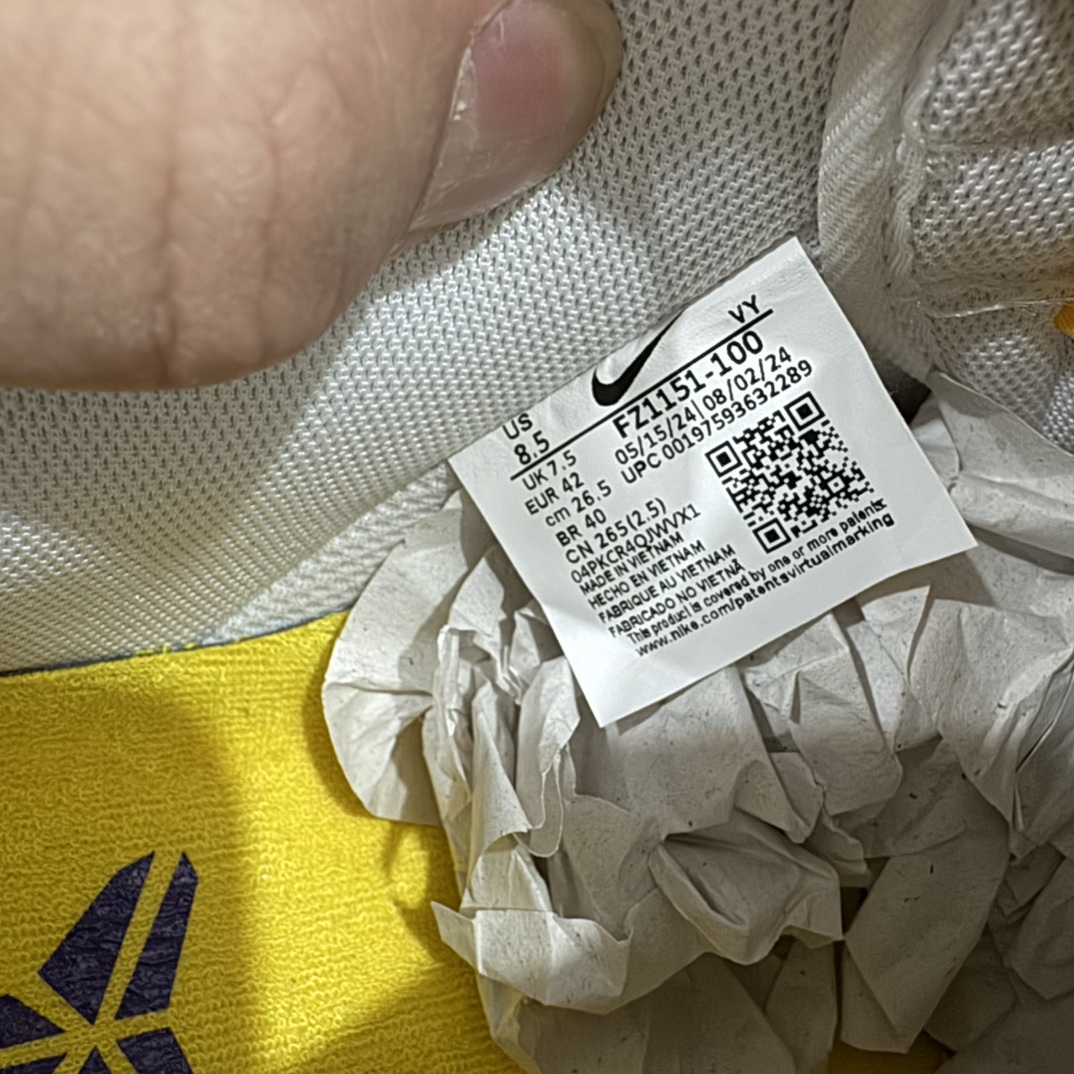 US
8.5
VY
UK 7.5
EUR 42
cm 26.5
BR 40
CN 265(2.5)
FZ1151-100
05/15/24|08/02/24
UPC 00197593632289
04PKCR4QJWVX1
MADE IN VIETNAM
HECHO EN VIETNAM
FABRIQUE AU VIETNAM
FABRICADO NO VIETNÃ
This product is covered by one or more patents
www.nike.com/patentsvirtualmarking